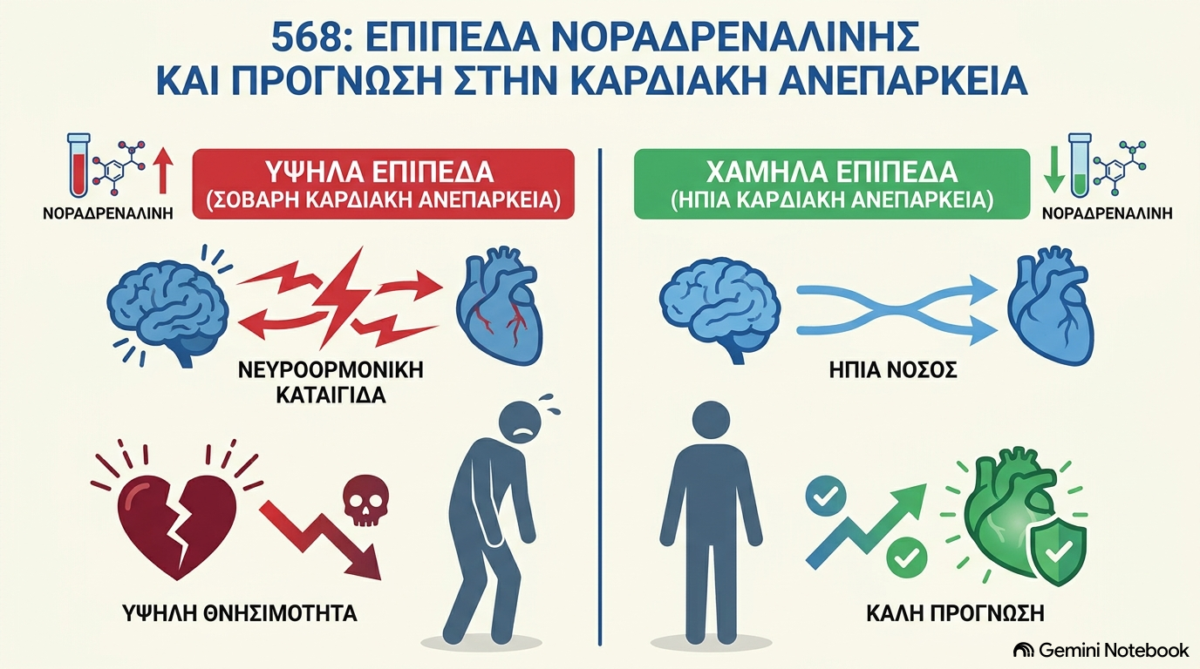 568: ΕΠΙΠΕΔΑ ΝΟΡΑΔΡΕΝΑΛΙΝΗΣ
ΚΑΙ ΠΡΟΓΝΩΣΗ ΣΤΗΝ ΚΑΡΔΙΑΚΗ ΑΝΕΠΑΡΚΕΙΑ
ΝΟΡΑΔΡΕΝΑΛΙΝΗ
ΥΨΗΛΑ ΕΠΙΠΕΔΑ
(ΣΟΒΑΡΗ ΚΑΡΔΙΑΚΗ ΑΝΕΠΑΡΚΕΙΑ)
ΝΕΥΡΟΟΡΜΟΝΙΚΗ
ΚΑΤΑΙΓΙΔΑ
ΥΨΗΛΗ ΘΝΗΣΙΜΟΤΗΤΑ
ΧΑΜΗΛΑ ΕΠΙΠΕΔΑ
(ΗΠΙΑ ΚΑΡΔΙΑΚΗ ΑΝΕΠΑΡΚΕΙΑ)
ΝΟΡΑΔΡΕΝΑΛΙΝΗ
ΗΠΙΑ ΝΟΣΟΣ
ΚΑΛΗ ΠΡΟΓΝΩΣΗ
Gemini Notebook